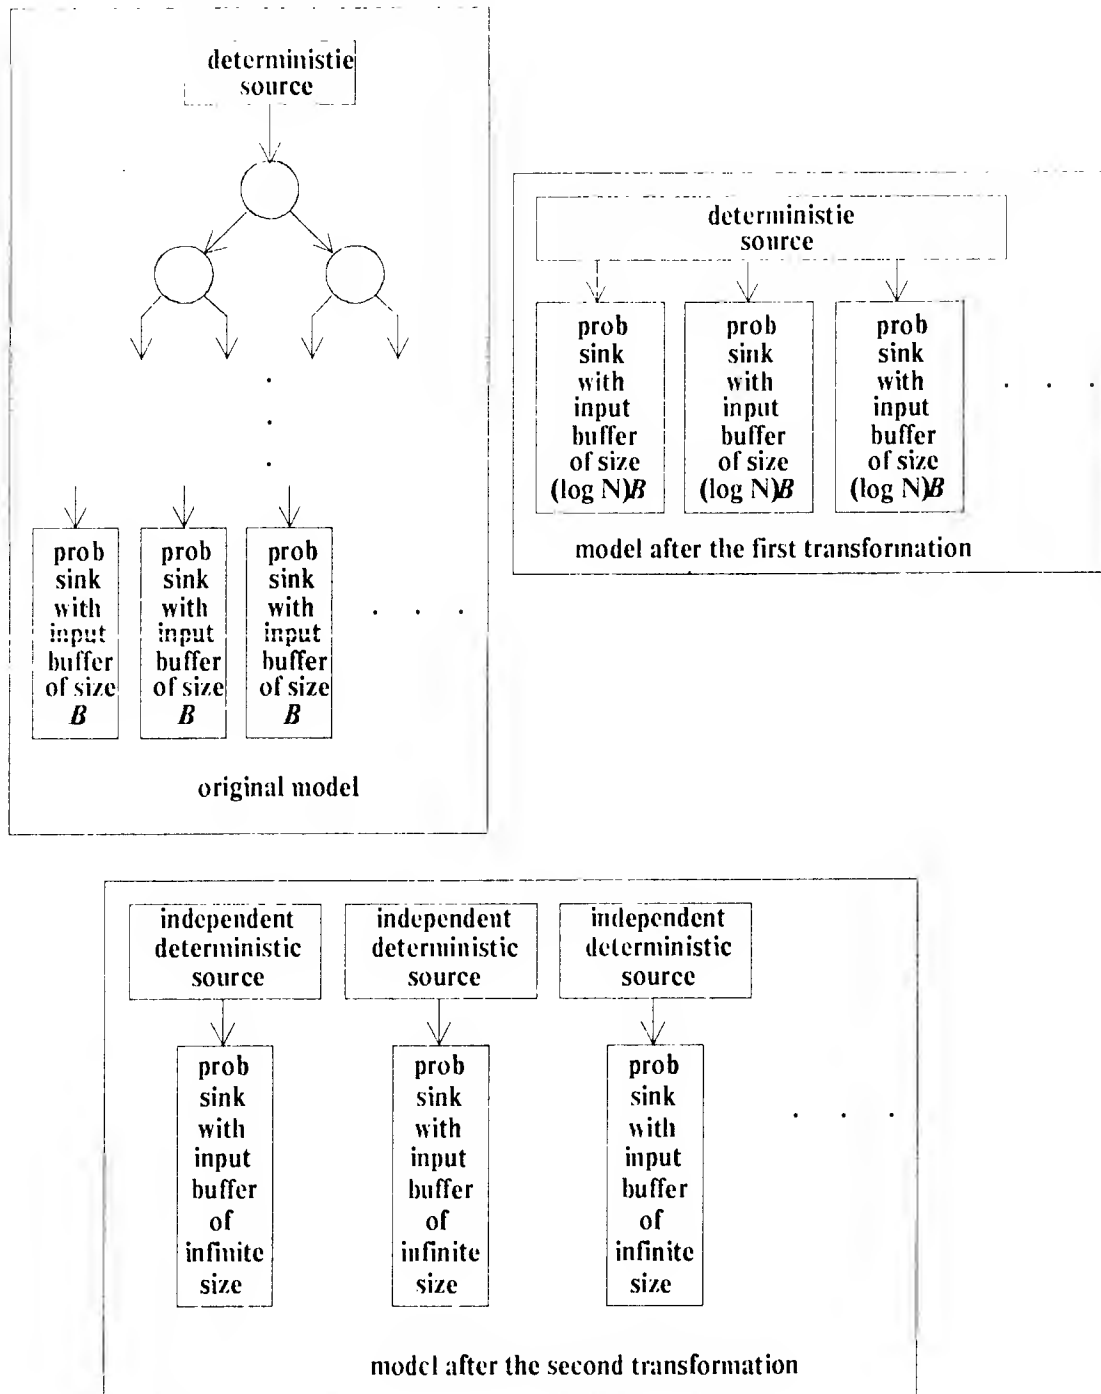 deterministic
source
prob
sink
with
input
buffer
of size
B
prob
sink
with
input
buffer
of size
B
prob
sink
with
input
buffer
of size
B
. . .
original model
deterministic
source
prob
sink
with
input
buffer
of size
(log N)B
prob
sink
with
input
buffer
of size
(log N)B
prob
sink
with
input
buffer
of size
(log N)B
. . .
model after the first transformation
independent
deterministic
source
independent
deterministic
source
independent
deterministic
source
prob
sink
with
input
buffer
of
infinite
size
prob
sink
with
input
buffer
of
infinite
size
prob
sink
with
input
buffer
of
infinite
size
. . .
model after the second transformation